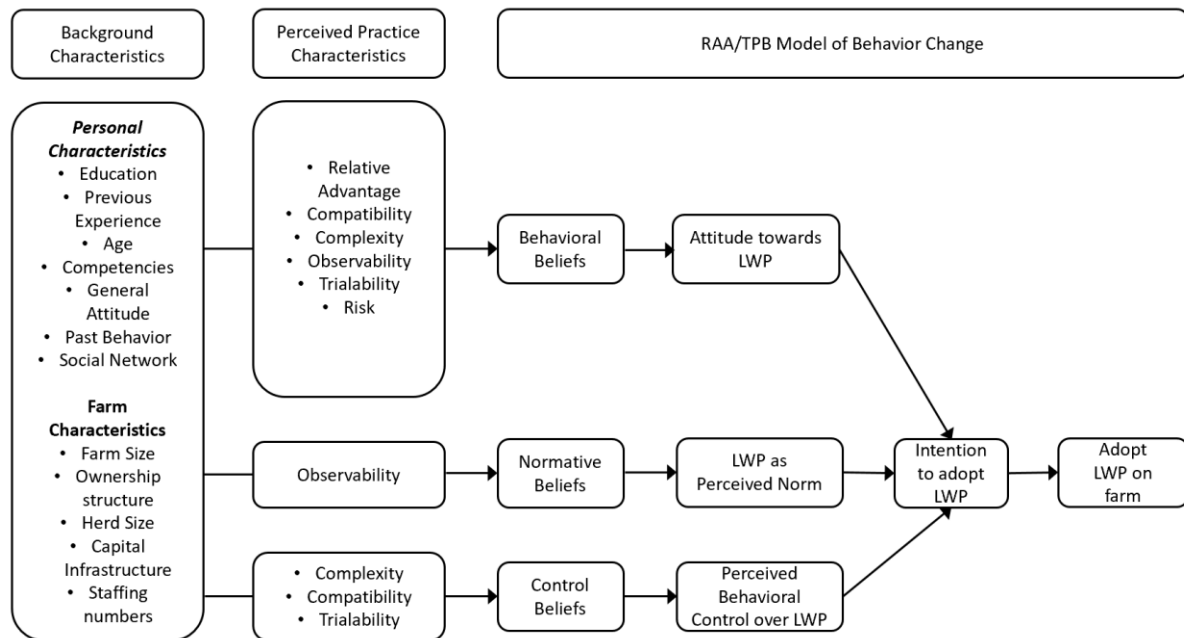 Background
Characteristics
Perceived Practice
Characteristics
RAA/TPB Model of Behavior Change
Personal
Characteristics
• Education
• Previous
Experience
• Age
• Competencies
• General
Attitude
• Past Behavior
• Social Network
Farm
Characteristics
• Farm Size
• Ownership
structure
• Herd Size
• Capital
Infrastructure
• Staffing
numbers
• Relative
Advantage
• Compatibility
• Complexity
• Observability
• Trialability
• Risk
Behavioral
Beliefs
Attitude towards
LWP
Observability
Normative
Beliefs
LWP as
Perceived Norm
Intention
to adopt
LWP
Adopt
LWP on
farm
• Complexity
• Compatibility
• Trialability
Control
Beliefs
Perceived
Behavioral
Control over LWP